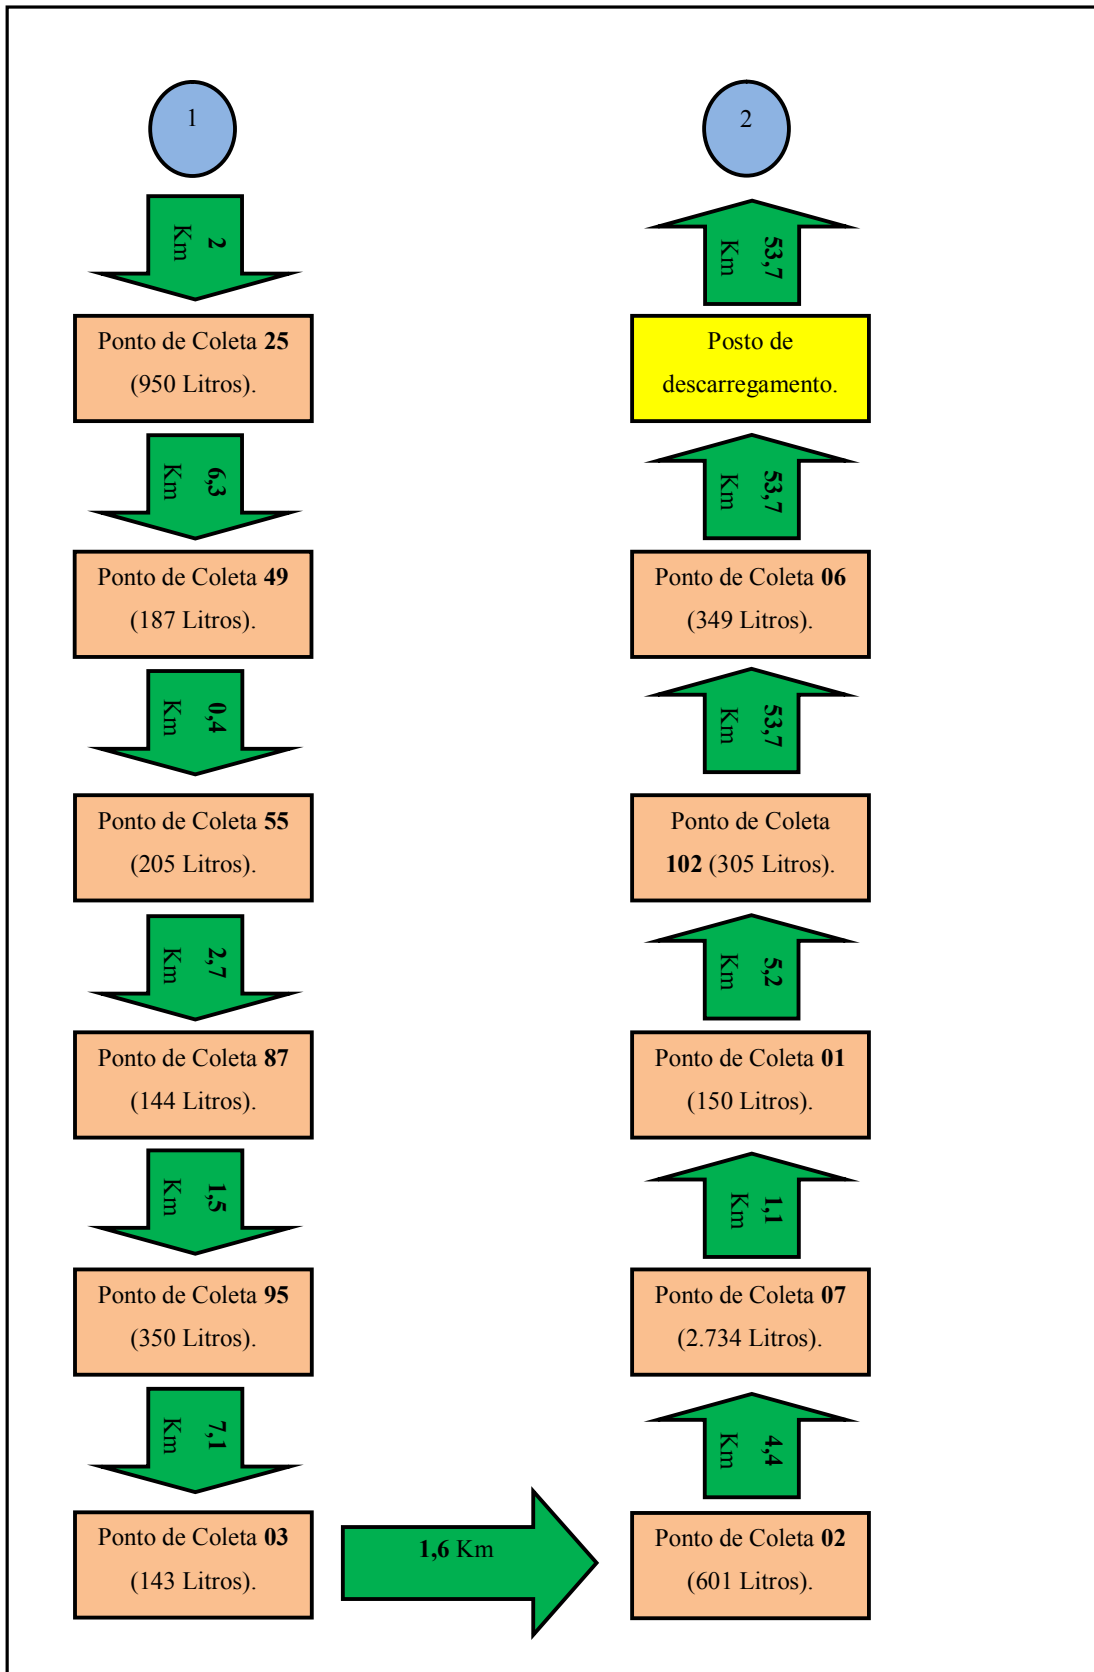 1
2
Km
Ponto de Coleta 25
(950 Litros).
6,3
Km
Ponto de Coleta 49
(187 Litros).
0,4
Km
Ponto de Coleta 55
(205 Litros).
2,7
Km
Ponto de Coleta 87
(144 Litros).
1,5
Km
Ponto de Coleta 95
(350 Litros).
7,1
Km
Ponto de Coleta 03
(143 Litros).
1,6 Km
Ponto de Coleta 02
(601 Litros).
4,4
Km
Ponto de Coleta 07
(2.734 Litros).
1,1
Km
Ponto de Coleta 01
(150 Litros).
5,2
Km
Ponto de Coleta
102 (305 Litros).
53,7
Km
Ponto de Coleta 06
(349 Litros).
53,7
Km
Posto de
descarregamento.
53,7
Km
2